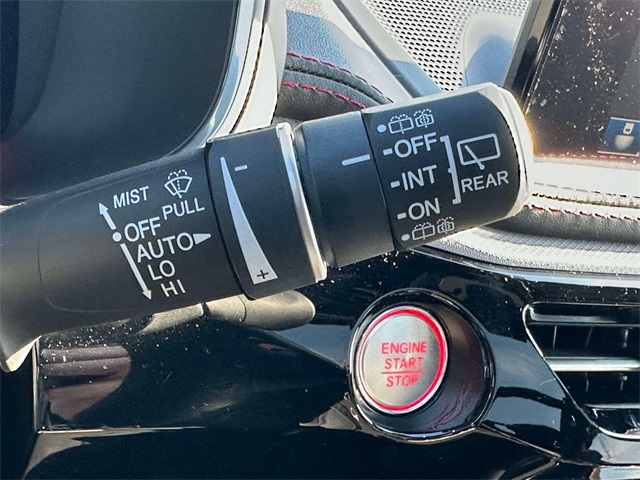 MIST
OFF PULL
AUTO
LO
HI
-
+
OFF
INT
ON
REAR
ENGINE
START
STOP